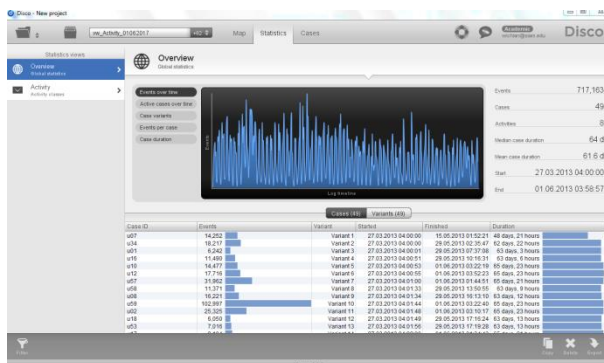 Disco - New project
vw_Activity_01062017
Map
Statistics
Cases
Academic
Disco
Statistics views
Overview
Global statistics
Activity
Activity classes
Overview
Global statistics
Events over time
Active cases over time
Case variants
Events per case
Case duration
Events
Log timeline
Events 717,163
Cases 49
Activities 8
Median case duration 64 d
Mean case duration 61.6 d
Start 27.03.2013 04:00:00
End 01.06.2013 03:58:57
Cases (49) Variants (49)
Case ID Events Variant Started Finished Duration
u07 14,252 Variant 1 27.03.2013 04:00:00 15.05.2013 01:52:21 48 days, 21 hours
u34 18,217 Variant 2 27.03.2013 04:00:00 29.05.2013 02:35:47 62 days, 22 hours
u01 6,242 Variant 3 27.03.2013 04:00:01 29.05.2013 07:37:58 63 days, 3 hours
u16 11,480 Variant 4 27.03.2013 04:00:51 29.05.2013 10:16:31 63 days, 6 hours
u10 14,477 Variant 5 27.03.2013 04:00:53 01.06.2013 03:22:19 65 days, 23 hours
u12 17,716 Variant 6 27.03.2013 04:00:55 01.06.2013 03:52:23 65 days, 23 hours
u57 31,962 Variant 7 27.03.2013 04:01:00 01.06.2013 01:44:51 65 days, 21 hours
u58 11,371 Variant 8 27.03.2013 04:01:33 29.05.2013 13:50:55 63 days, 9 hours
u08 16,221 Variant 9 27.03.2013 04:01:34 29.05.2013 16:13:10 63 days, 12 hours
u59 102,997 Variant 10 27.03.2013 04:01:44 01.06.2013 03:22:40 65 days, 23 hours
u02 25,325 Variant 11 27.03.2013 04:01:48 01.06.2013 03:10:17 65 days, 23 hours
u18 6,050 Variant 12 27.03.2013 04:01:49 29.05.2013 17:15:24 63 days, 13 hours
u53 7,016 Variant 13 27.03.2013 04:01:56 29.05.2013 17:19:28 63 days, 13 hours
Filter
Copy
Delete
Export